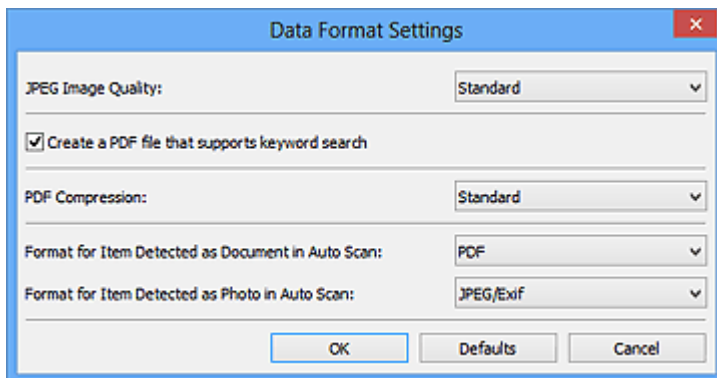 Data Format Settings
JPEG Image Quality: Standard
Create a PDF file that supports keyword search
PDF Compression: Standard
Format for Item Detected as Document in Auto Scan: PDF
Format for Item Detected as Photo in Auto Scan: JPEG/Exif
OK Defaults Cancel